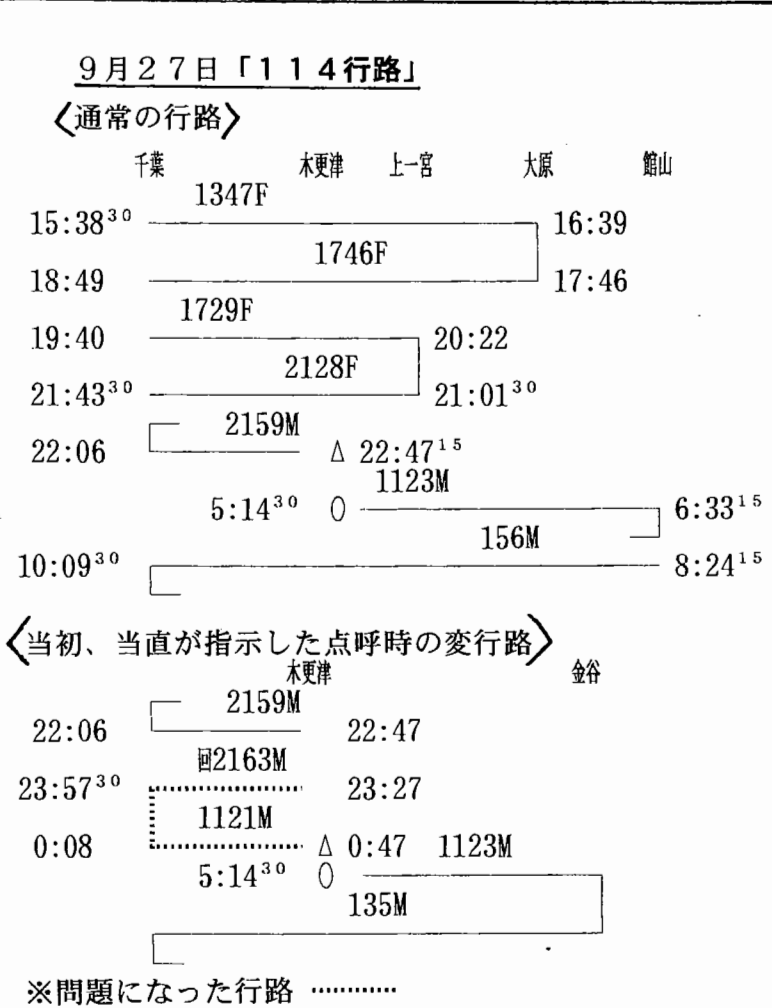 9月27日「114行路」
〈通常の行路〉
千葉 木更津 上一宮 大原 館山
1347F
15:38³⁰ 16:39
1746F
18:49 17:46
1729F
19:40 20:22
2128F
21:43³⁰ 21:01³⁰
2159M
22:06 △ 22:47¹⁵
1123M
5:14³⁰ ○ 6:33¹⁵
156M
10:09³⁰ 8:24¹⁵
〈当初、当直が指示した点呼時の変行路〉
木更津 金谷
2159M
22:06 22:47
回2163M
23:57³⁰ 23:27
1121M
0:08 △ 0:47 1123M
5:14³⁰ ○
135M
※問題になった行路 …………